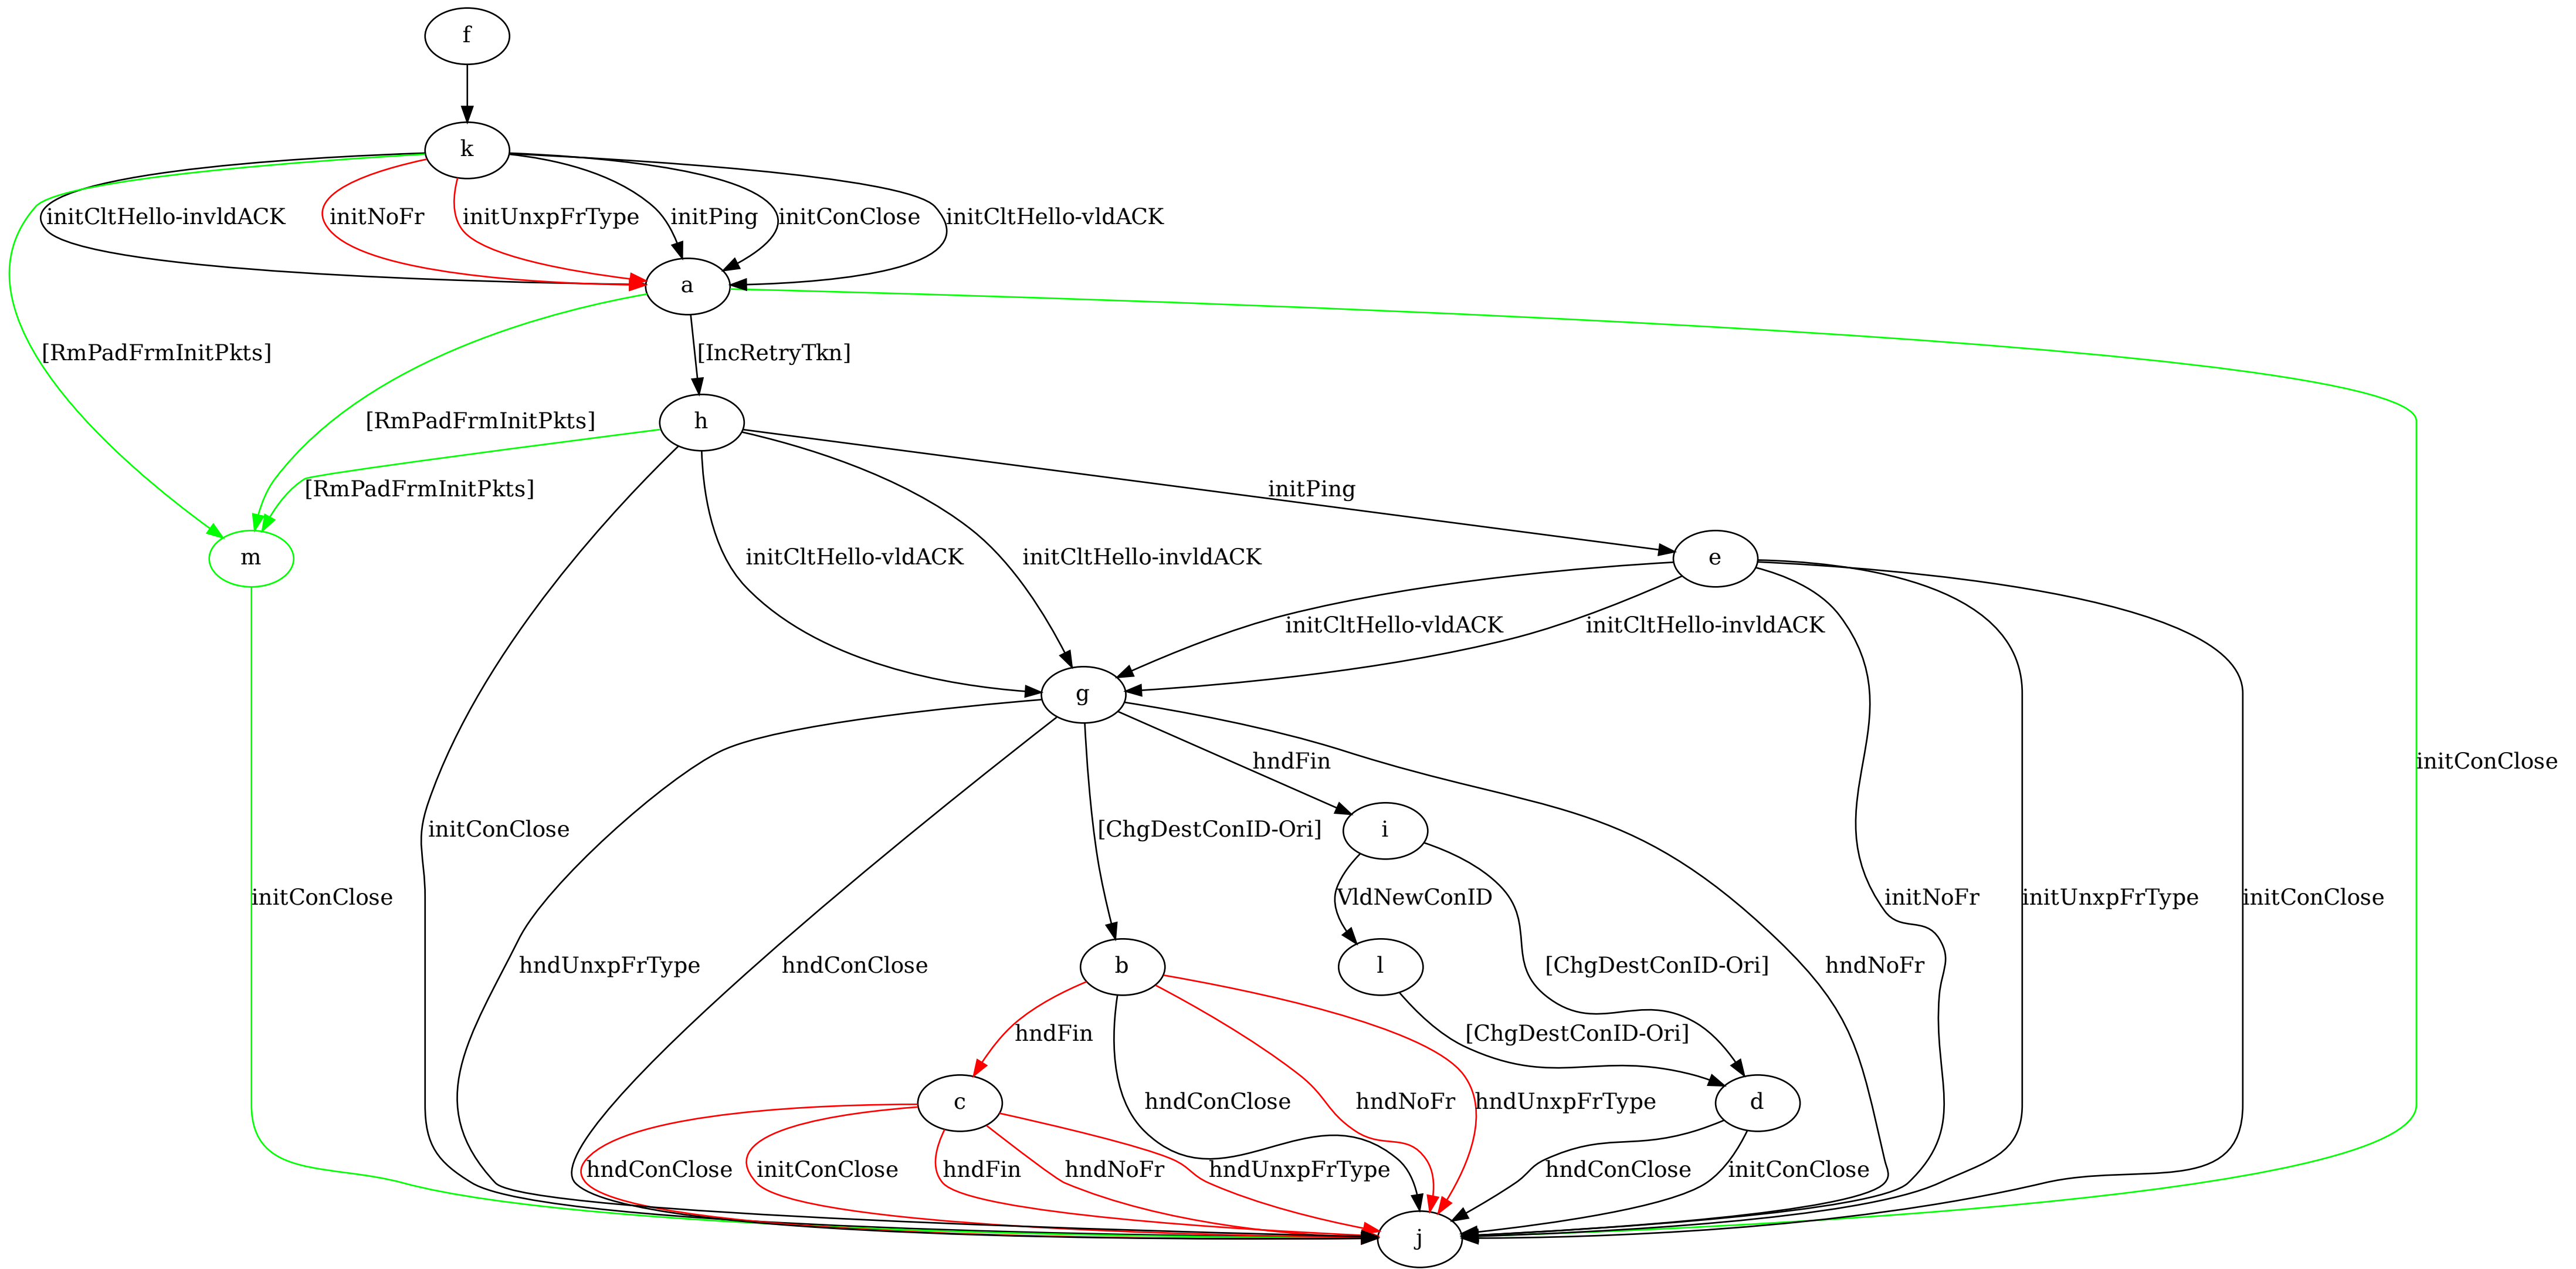 f
k
initCltHello-invldACK
initNoFr
initUnxpFrType
initPing
initConClose
initCltHello-vldACK
a
[RmPadFrmInitPkts]
[IncRetryTkn]
[RmPadFrmInitPkts]
h
[RmPadFrmInitPkts]
initPing
m
initCltHello-vldACK
initCltHello-invldACK
e
initCltHello-vldACK
initCltHello-invldACK
g
hndFin
initConClose
initConClose
[ChgDestConID-Ori]
i
initConClose
VldNewConID
initNoFr
initUnxpFrType
initConClose
hndUnxpFrType
hndConClose
b
l
[ChgDestConID-Ori]
hndNoFr
hndFin
[ChgDestConID-Ori]
c
hndConClose
hndNoFr
hndUnxpFrType
d
hndConClose
initConClose
hndFin
hndNoFr
hndUnxpFrType
hndConClose
initConClose
j